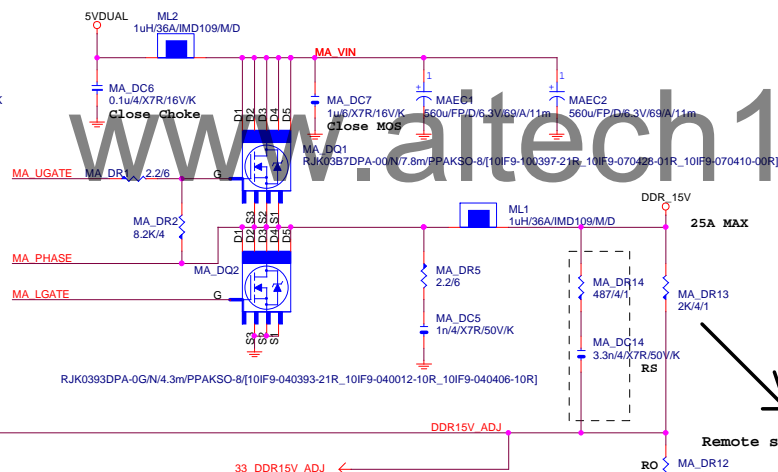 5VDUAL
ML2
1uH/36A/IMD109/M/D
MA_VIN
K
MA_DC6
0.1u/4/X7R/16V/K
Close Choke
D1
D2
D3
D4
D5
MA_DC7
1u/6/X7R/16V/K
Close MOS
1
+
MAEC1
560u/FP/D/6.3V/69/A/11m
1
+
MAEC2
560u/FP/D/6.3V/69/A/11m
www.aitech1
MA_DQ1
RJK03B7DPA-00/N/7.8m/PPAKSO-8/[10IF9-100397-21R_10IF9-070428-01R_10IF9-070410-00R]
MA_UGATE
MA_DR1
2.2/6
G
S3
S2
S1
MA_DR2
8.2K/4
D1
D2
D3
D4
D5
ML1
1uH/36A/IMD109/M/D
DDR_15V
25A MAX
MA_PHASE
MA_DQ2
MA_LGATE
G
S3
S2
S1
MA_DR5
2.2/6
MA_DC5
1n/4/X7R/50V/K
MA_DR14
487/4/1
MA_DR13
2K/4/1
MA_DC14
3.3n/4/X7R/50V/K
RS
RJK0393DPA-0G/N/4.3m/PPAKSO-8/[10IF9-040393-21R_10IF9-040012-10R_10IF9-040406-10R]
DDR15V_ADJ
Remote s
33 DDR15V_ADJ
RO
MA_DR12